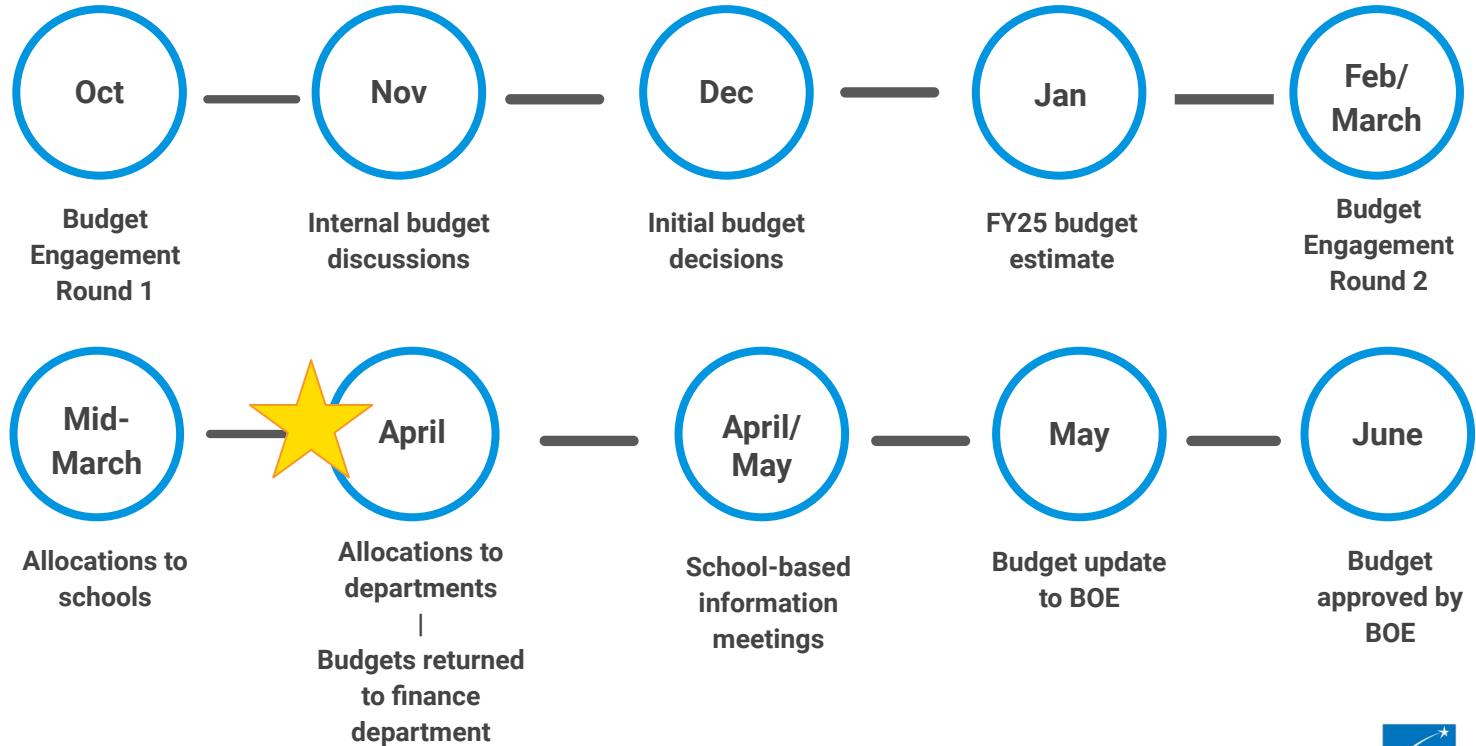 Oct
Nov
Dec
Jan
Feb/
March
Budget
Engagement
Round 1
Internal budget
discussions
Initial budget
decisions
FY25 budget
estimate
Budget
Engagement
Round 2
Mid-
March
April
April/
May
May
June
Allocations to
schools
Allocations to
departments
|
Budgets returned
to finance
department
School-based
information
meetings
Budget update
to BOE
Budget
approved by
BOE